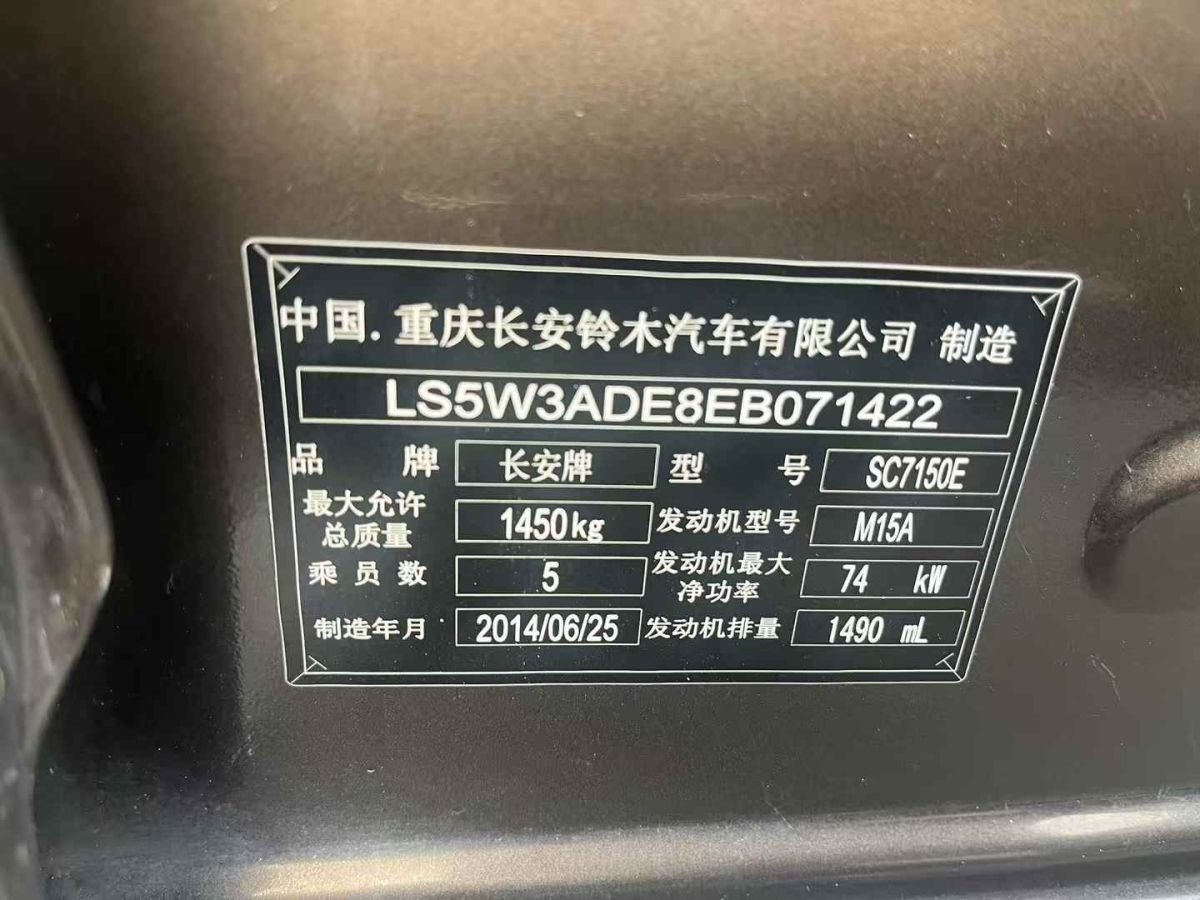 中国.重庆长安铃木汽车有限公司 制造
LS5W3ADE8EB071422
品牌 长安牌 型号 SC7150E
最大允许总质量 1450kg 发动机型号 M15A
乘员数 5 发动机最大净功率 74 kW
制造年月 2014/06/25 发动机排量 1490 mL